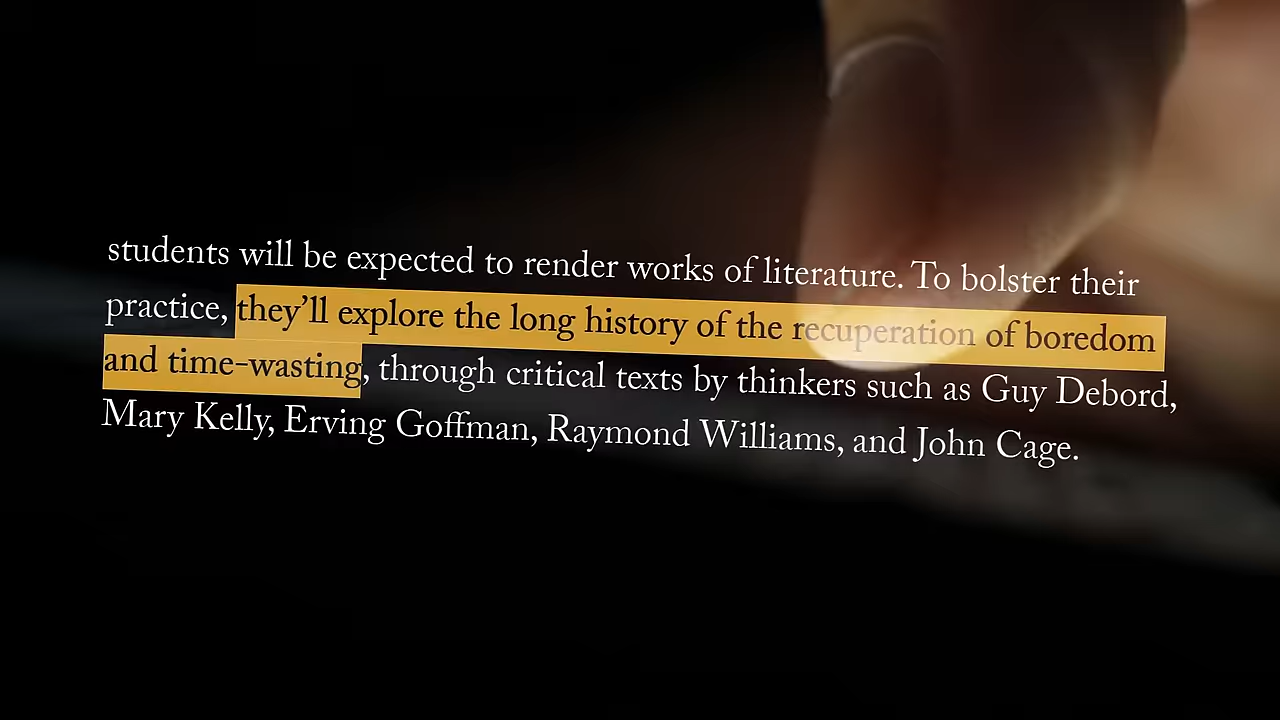 students will be expected to render works of literature. To bolster their
practice, they’ll explore the long history of the recuperation of boredom
and time-wasting, through critical texts by thinkers such as Guy Debord,
Mary Kelly, Erving Goffman, Raymond Williams, and John Cage.